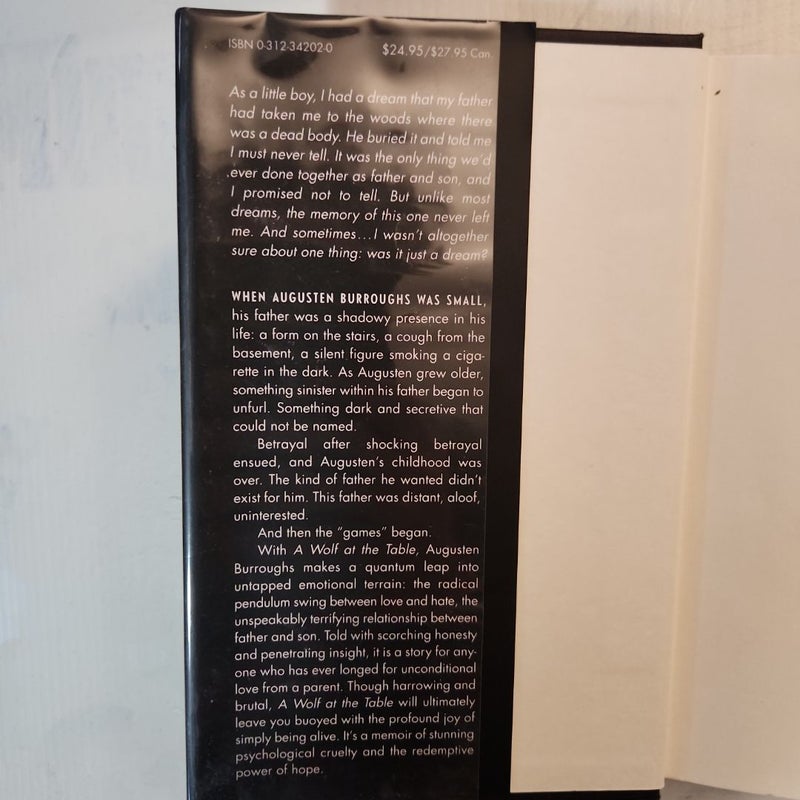 ISBN 0-312-34202-0 $24.95/$27.95 Can.
As a little boy, I had a dream that my father
had taken me to the woods where there
was a dead body. He buried it and told me
I must never tell. It was the only thing we'd
ever done together as father and son, and
I promised not to tell. But unlike most
dreams, the memory of this one never left
me. And sometimes...I wasn't altogether
sure about one thing: was it just a dream?
WHEN AUGUSTEN BURROUGHS WAS SMALL,
his father was a shadowy presence in his
life: a form on the stairs, a cough from the
basement, a silent figure smoking a ciga-
rette in the dark. As Augusten grew older,
something sinister within his father began to
unfurl. Something dark and secretive that
could not be named.
Betrayal after shocking betrayal
ensued, and Augusten's childhood was
over. The kind of father he wanted didn't
exist for him. This father was distant, aloof,
uninterested.
And then the "games" began.
With A Wolf at the Table, Augusten
Burroughs makes a quantum leap into
untapped emotional terrain: the radical
pendulum swing between love and hate, the
unspeakably terrifying relationship between
father and son. Told with scorching honesty
and penetrating insight, it is a story for any-
one who has ever longed for unconditional
love from a parent. Though harrowing and
brutal, A Wolf at the Table will ultimately
leave you buoyed with the profound joy of
simply being alive. It's a memoir of stunning
psychological cruelty and the redemptive
power of hope.